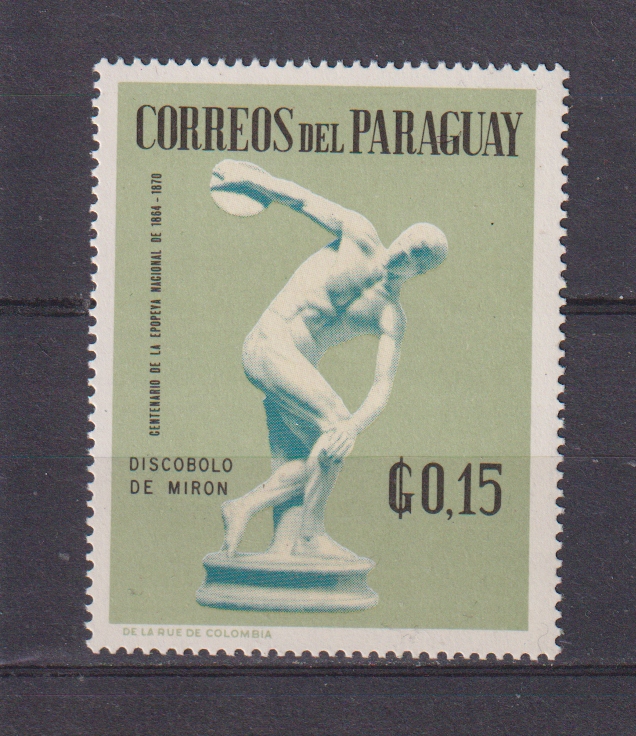 CORREOS DEL PARAGUAY
CENTENARIO DE LA EPOPEYA NACIONAL DE 1864-1870
DISCOBOLO
DE MIRON
₲0,15
DE LA RUE DE COLOMBIA